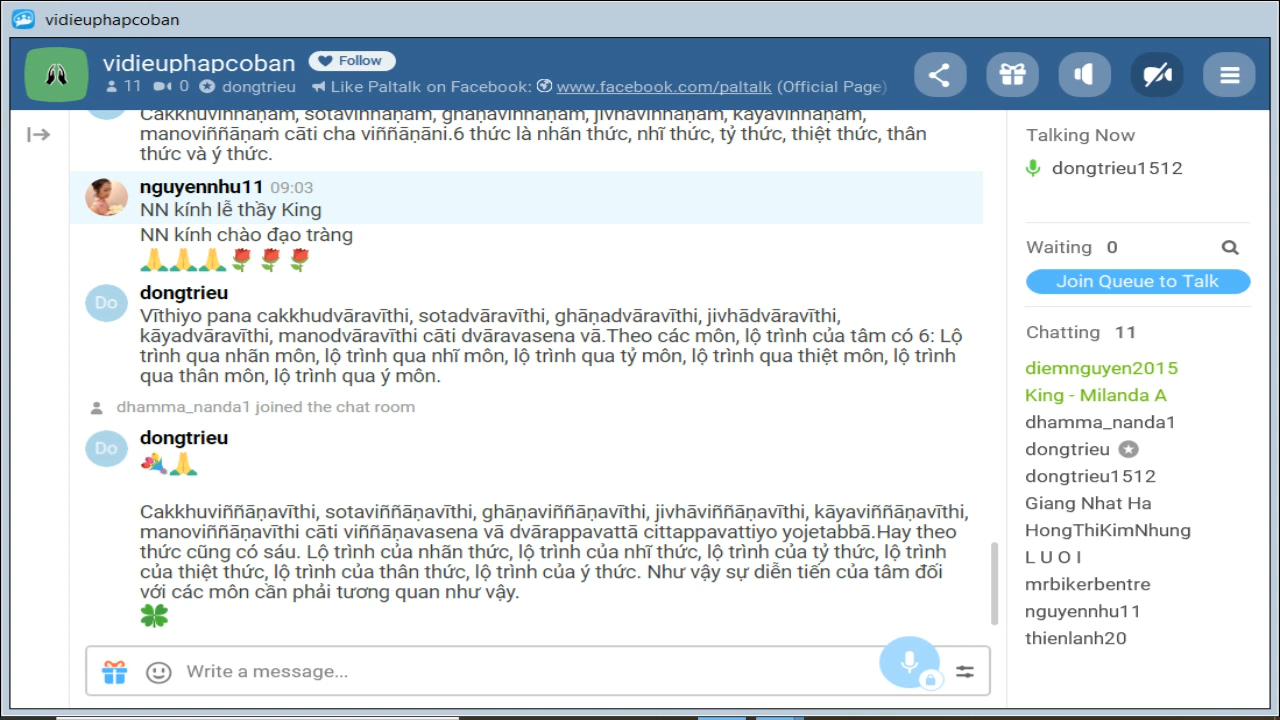 vidieuphapcoban
vidieuphapcoban Follow
11 0 dongtrieu Like Paltalk on Facebook: www.facebook.com/paltalk (Official Page)
Cakkhuviññāṇaṃ, sotaviññāṇaṃ, ghāṇaviññāṇaṃ, jivhāviññāṇaṃ, kāyaviññāṇaṃ,
manoviññāṇaṃ cāti cha viññāṇāni.6 thức là nhãn thức, nhĩ thức, tỷ thức, thiệt thức, thân
thức và ý thức.
nguyennhu11 09:03
NN kính lễ thầy King
NN kính chào đạo tràng
Do dongtrieu
Vīthiyo pana cakkhudvāravīthi, sotadvāravīthi, ghāṇadvāravīthi, jivhādvāravīthi,
kāyadvāravīthi, manodvāravīthi cāti dvāravasena vā.Theo các môn, lộ trình của tâm có 6: Lộ
trình qua nhãn môn, lộ trình qua nhĩ môn, lộ trình qua tỷ môn, lộ trình qua thiệt môn, lộ trình
qua thân môn, lộ trình qua ý môn.
dhamma_nanda1 joined the chat room
Do dongtrieu
Cakkhuviññāṇavīthi, sotaviññāṇavīthi, ghāṇaviññāṇavīthi, jivhāviññāṇavīthi, kāyaviññāṇavīthi,
manoviññāṇavīthi cāti viññāṇavasena vā dvārappavattā cittappavattiyo yojetabbā.Hay theo
thức cũng có sáu. Lộ trình của nhãn thức, lộ trình của nhĩ thức, lộ trình của tỷ thức, lộ trình
của thiệt thức, lộ trình của thân thức, lộ trình của ý thức. Như vậy sự diễn tiến của tâm đối
với các môn cần phải tương quan như vậy.
Write a message...
Talking Now
dongtrieu1512
Waiting 0
Join Queue to Talk
Chatting 11
diemnguyen2015
King - Milanda A
dhamma_nanda1
dongtrieu
dongtrieu1512
Giang Nhat Ha
HongThiKimNhung
L U O I
mrbikerbentre
nguyennhu11
thienlanh20